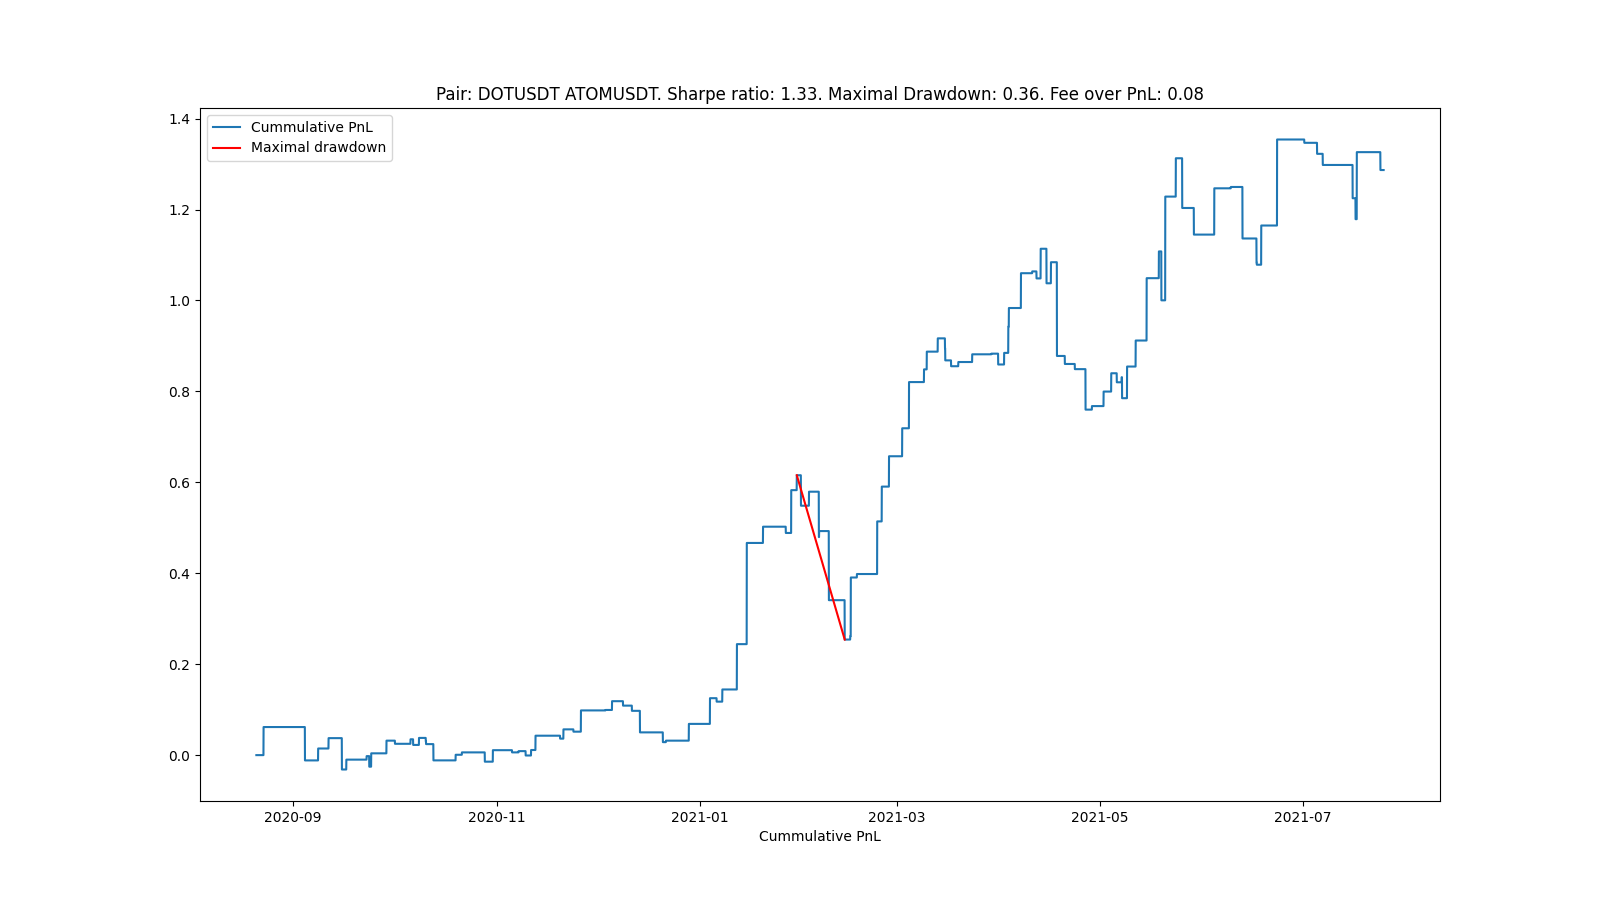 Pair: DOTUSDT ATOMUSDT. Sharpe ratio: 1.33. Maximal Drawdown: 0.36. Fee over PnL: 0.08
Cummulative PnL
Maximal drawdown
1.4
1.2
1.0
0.8
0.6
0.4
0.2
0.0
2020-09 2020-11 2021-01 2021-03 2021-05 2021-07
Cummulative PnL